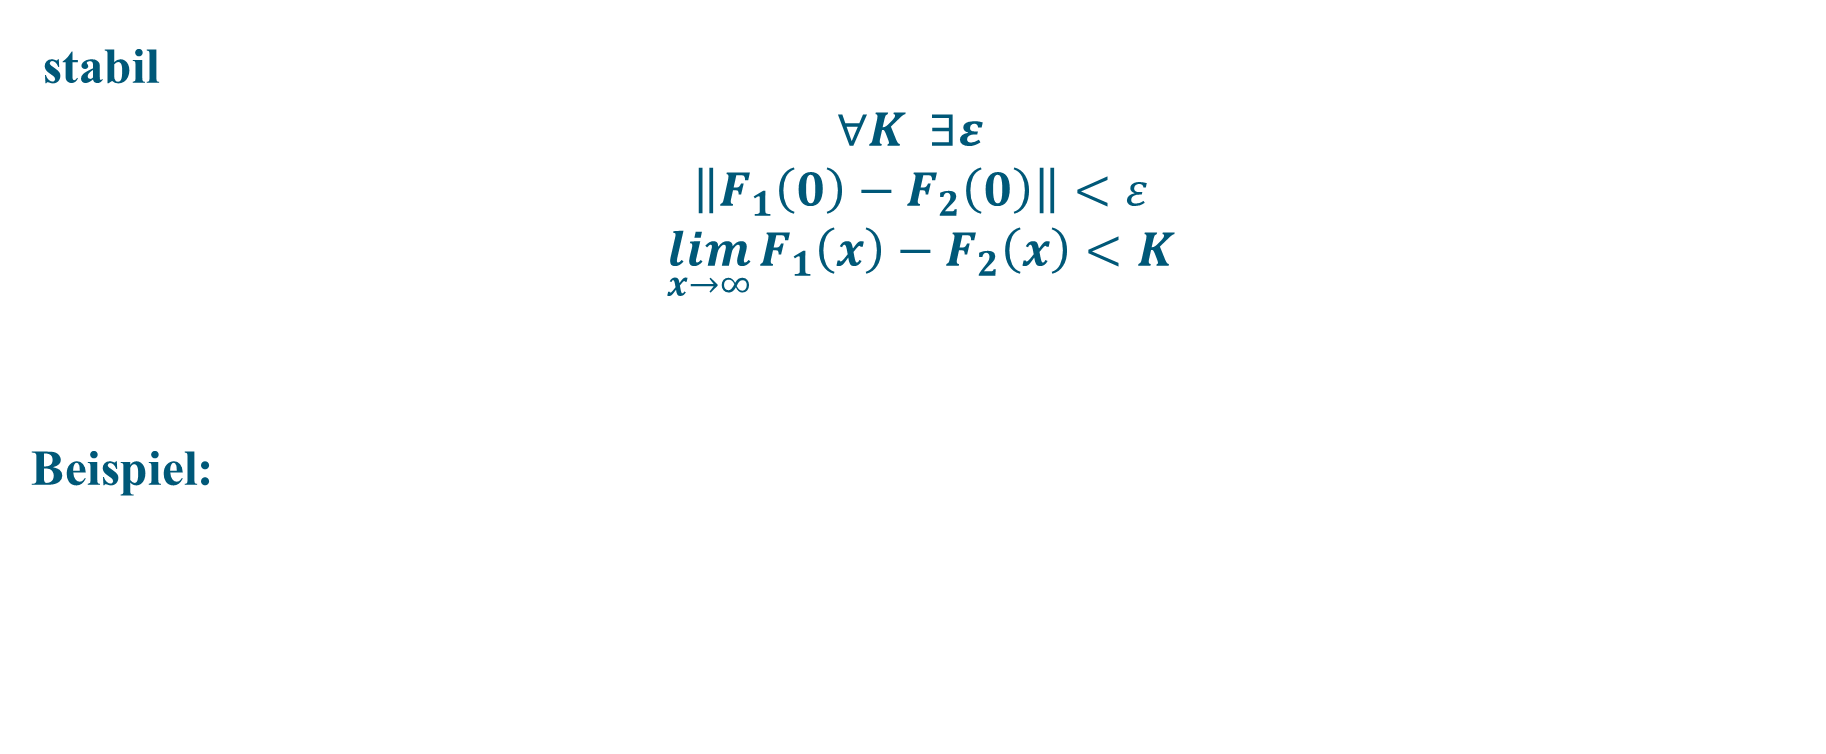 stabil
∀K ∃ε
‖F₁(0) − F₂(0)‖ < ε
lim F₁(x) − F₂(x) < K
x→∞
Beispiel: